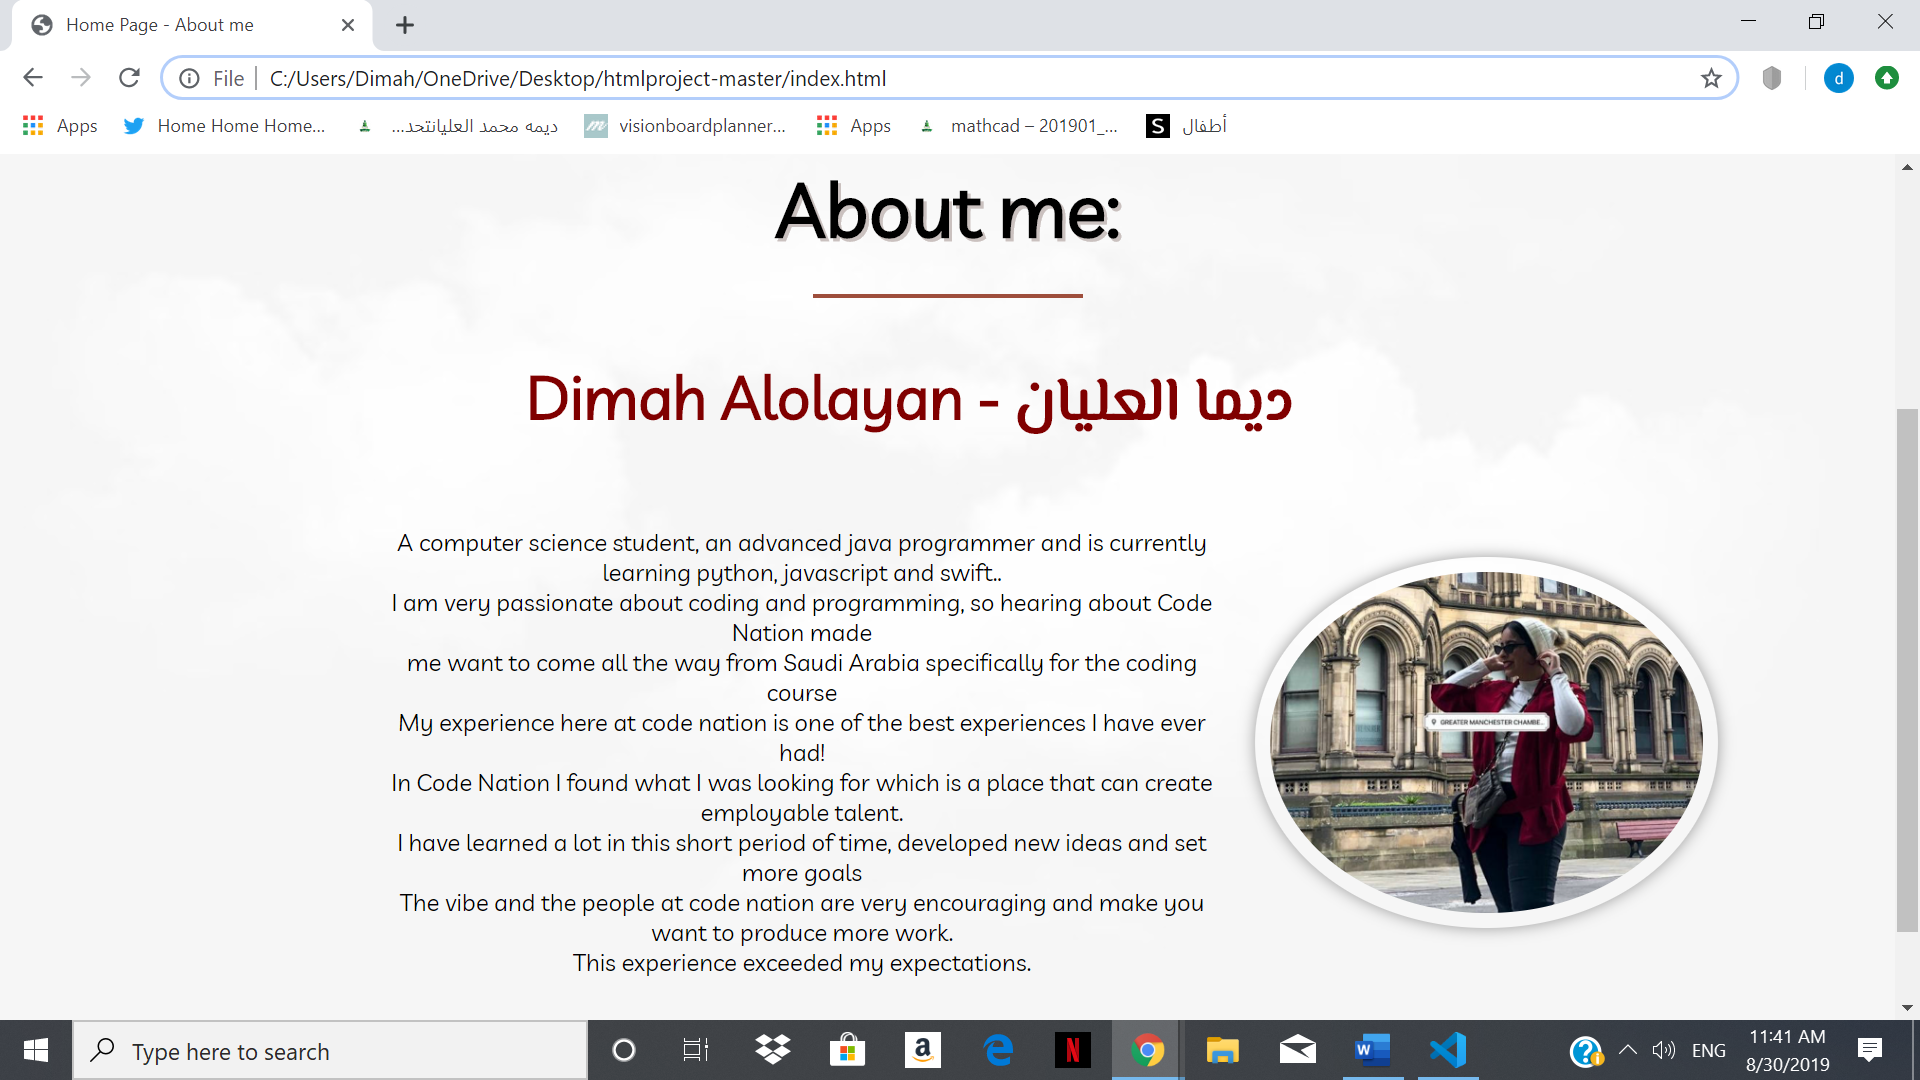 Home Page - About me
File
C:/Users/Dimah/OneDrive/Desktop/htmlproject-master/index.html
d
Apps
Home Home Home...
ديمه محمد العليانتتحد...
visionboardplanner...
Apps
mathcad – 201901_...
S
أطفال
About me:
Dimah Alolayan - ديما العليان
A computer science student, an advanced java programmer and is currently
learning python, javascript and swift..
I am very passionate about coding and programming, so hearing about Code
Nation made
me want to come all the way from Saudi Arabia specifically for the coding
course
My experience here at code nation is one of the best experiences I have ever
had!
In Code Nation I found what I was looking for which is a place that can create
employable talent.
I have learned a lot in this short period of time, developed new ideas and set
more goals
The vibe and the people at code nation are very encouraging and make you
want to produce more work.
This experience exceeded my expectations.
GREATER MANCHESTER CHAMBE...
Type here to search
ENG
11:41 AM
8/30/2019